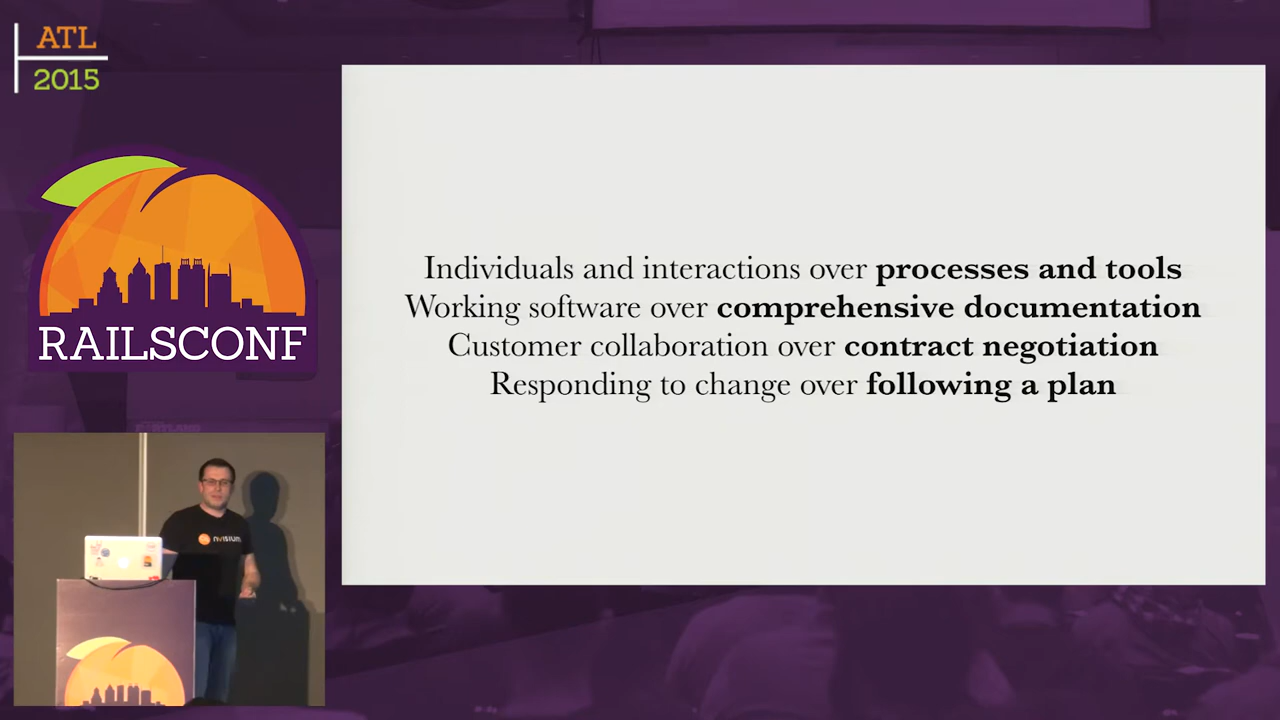 ATL
2015
RAILSCONF
Individuals and interactions over processes and tools
Working software over comprehensive documentation
Customer collaboration over contract negotiation
Responding to change over following a plan
nvisium